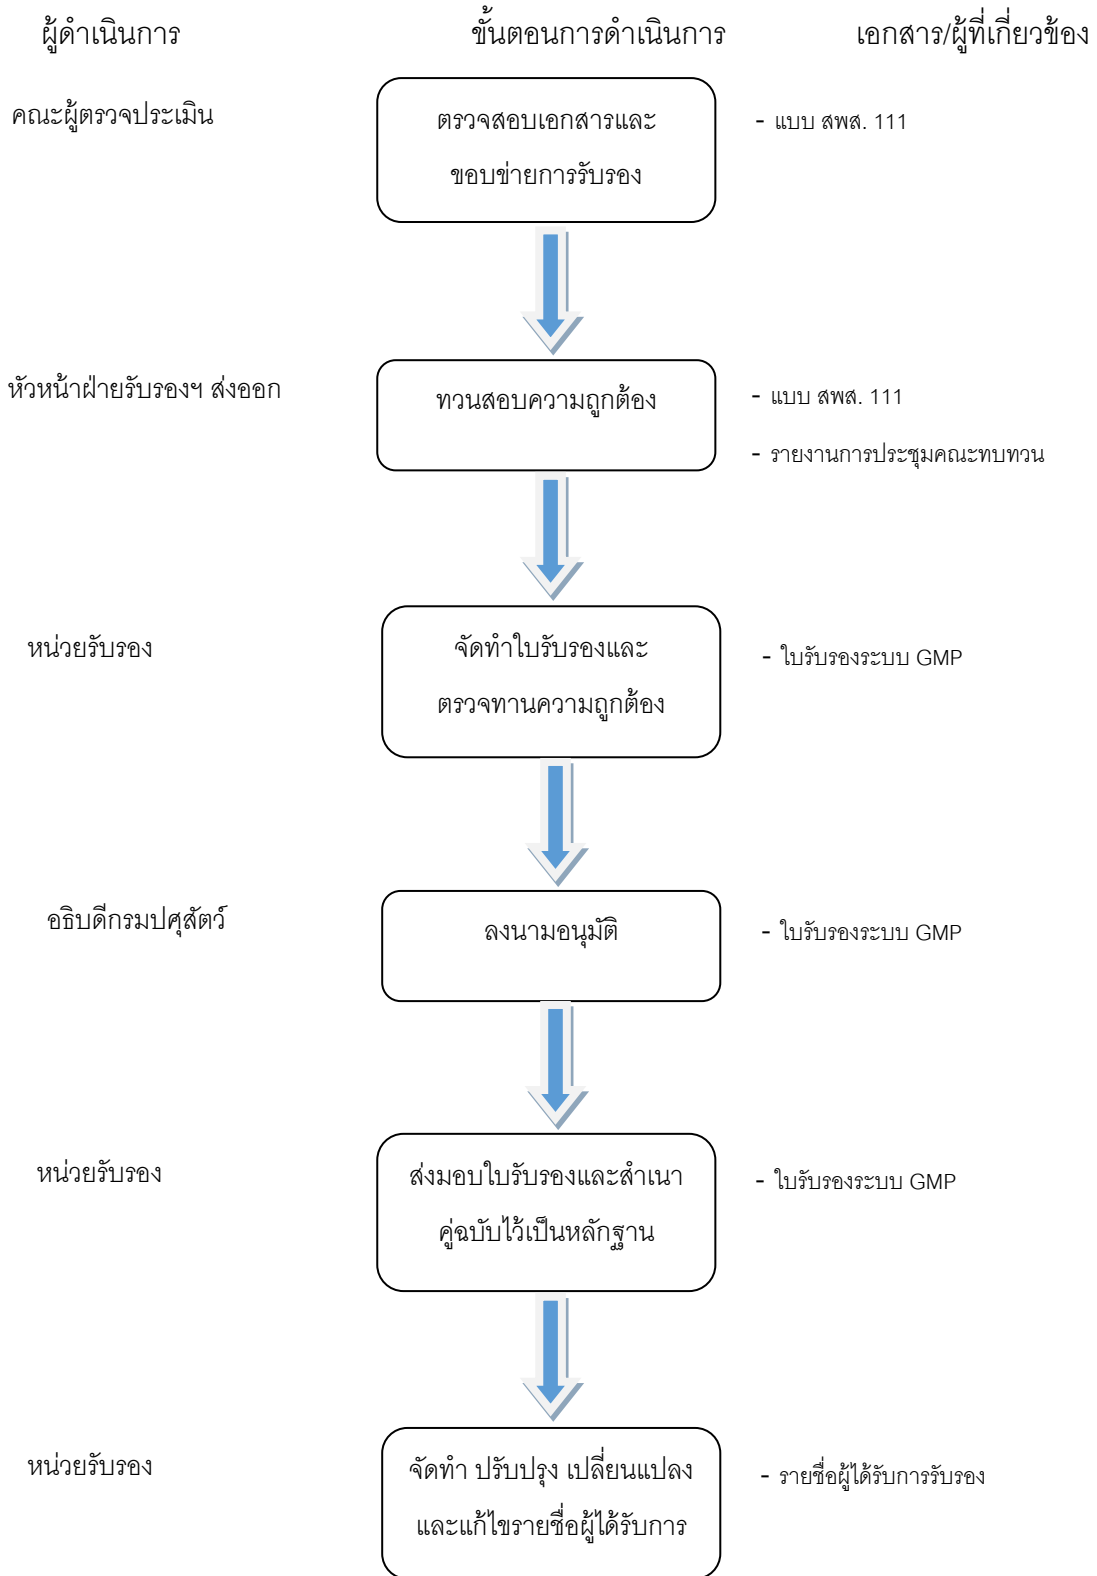 ผู้ดำเนินการ ขั้นตอนการดำเนินการ เอกสาร/ผู้ที่เกี่ยวข้อง
คณะผู้ตรวจประเมิน
ตรวจสอบเอกสารและ
ขอบข่ายการรับรอง
- แบบ สพส. 111
หัวหน้าฝ่ายรับรองฯ ส่งออก
ทวนสอบความถูกต้อง
- แบบ สพส. 111
- รายงานการประชุมคณะทบทวน
หน่วยรับรอง
จัดทำใบรับรองและ
ตรวจทานความถูกต้อง
- ใบรับรองระบบ GMP
อธิบดีกรมปศุสัตว์
ลงนามอนุมัติ
- ใบรับรองระบบ GMP
หน่วยรับรอง
ส่งมอบใบรับรองและสำเนา
คู่ฉบับไว้เป็นหลักฐาน
- ใบรับรองระบบ GMP
หน่วยรับรอง
จัดทำ ปรับปรุง เปลี่ยนแปลง
และแก้ไขรายชื่อผู้ได้รับการ
- รายชื่อผู้ได้รับการรับรอง